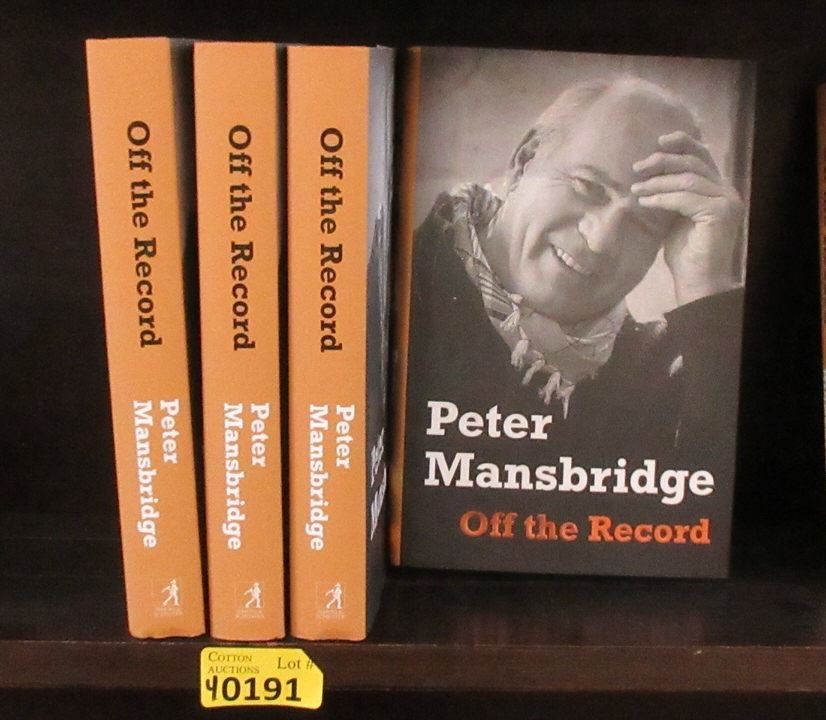 Off the Record
Peter
Mansbridge
Off the Record
Peter
Mansbridge
Off the Record
Peter
Mansbridge
Peter
Mansbridge
Off the Record
COTTON
AUCTIONS
Lot #
40191